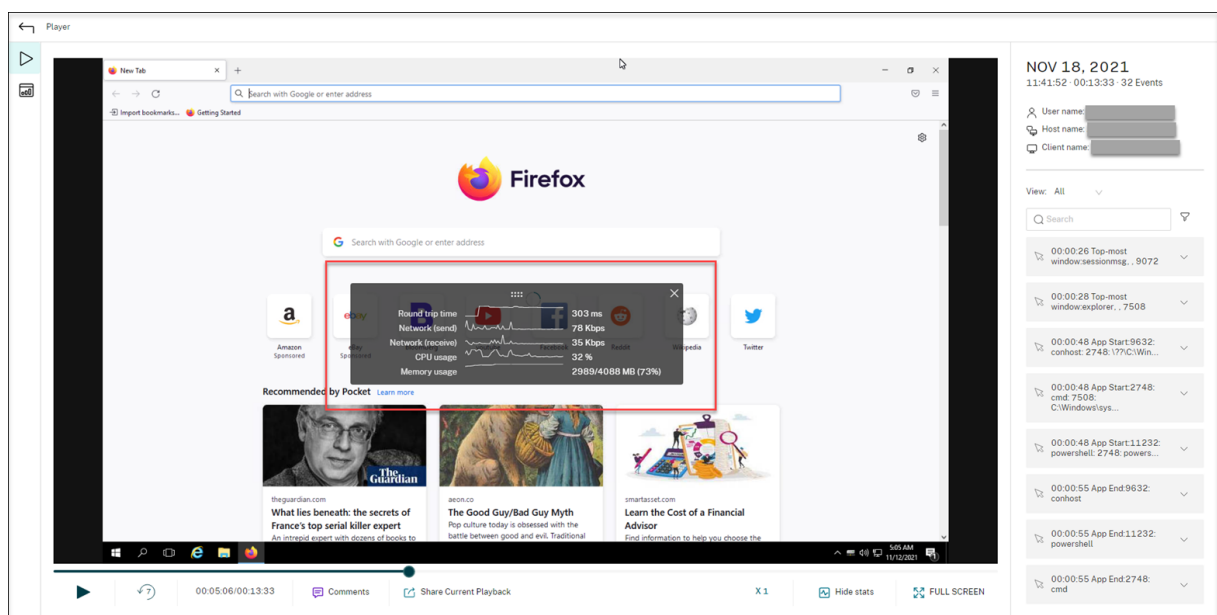 Player
New Tab
Search with Google or enter address
Import bookmarks... Getting Started
Firefox
Search with Google or enter address
Round trip time 303 ms
Network (send) 78 Kbps
Network (receive) 35 Kbps
CPU usage 32 %
Memory usage 2989/4088 MB (73%)
a
Amazon
Sponsored
eBay
Facebook
Reddit
Wikipedia
Twitter
Recommended by Pocket Learn more
The Guardian
theguardian.com
What lies beneath: the secrets of
France's top serial killer expert
An intrepid expert with dozens of books to
aeon.co
The Good Guy/Bad Guy Myth
Pop culture today is obsessed with the
battle between good and evil. Traditional
smartasset.com
Learn the Cost of a Financial
Advisor
Find information to help you choose the
5:05 AM
11/12/2021
7
00:05:06/00:13:33
Comments
Share Current Playback
X 1
Hide stats
FULL SCREEN
NOV 18, 2021
11:41:52 · 00:13:33 · 32 Events
User name:
Host name:
Client name:
View: All
Search
00:00:26 Top-most
window:sessionmsg, , 9072
00:00:28 Top-most
window:explorer, , 7508
00:00:48 App Start:9632:
conhost: 2748: \??\C:\Win...
00:00:48 App Start:2748:
cmd: 7508:
C:\Windows\sys...
00:00:48 App Start:11232:
powershell: 2748: powers...
00:00:55 App End:9632:
conhost
00:00:55 App End:11232:
powershell
00:00:55 App End:2748:
cmd